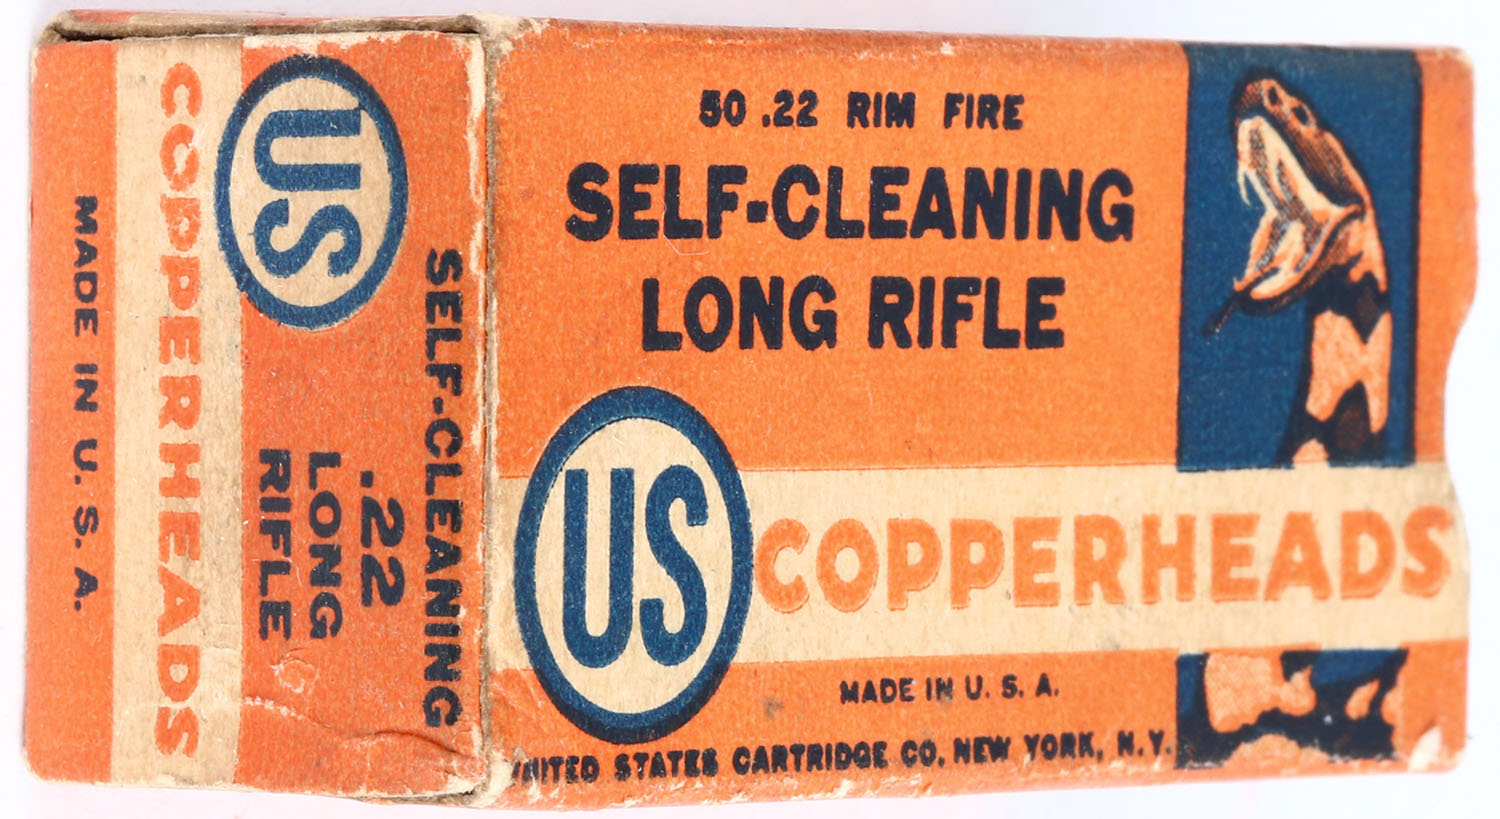 50 .22 RIM FIRE
SELF-CLEANING
LONG RIFLE
US
COPPERHEADS
MADE IN U. S. A.
UNITED STATES CARTRIDGE CO. NEW YORK, N. Y.
SELF-CLEANING
.22
LONG
RIFLE
US
COPPERHEADS
MADE IN U. S. A.